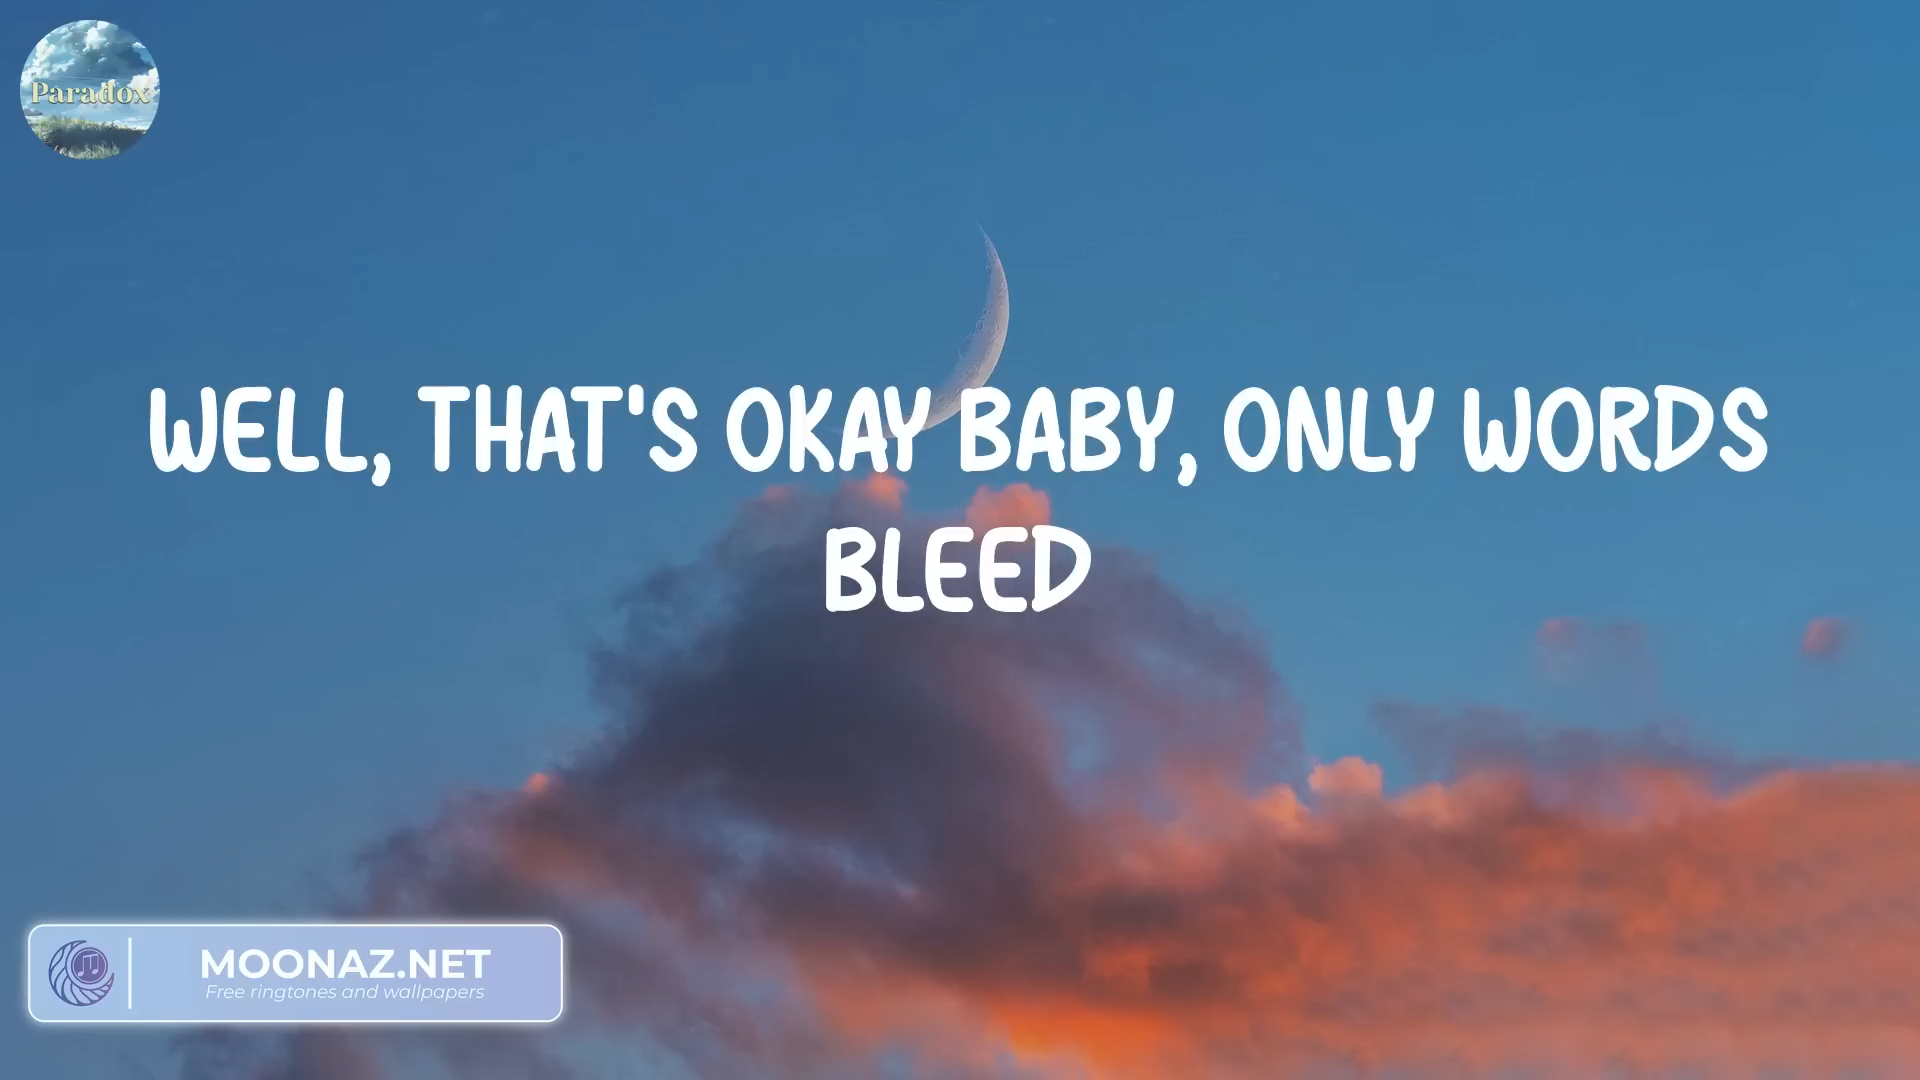 Paradox
WELL, THAT'S OKAY BABY, ONLY WORDS
BLEED
MOONAZ.NET
Free ringtones and wallpapers